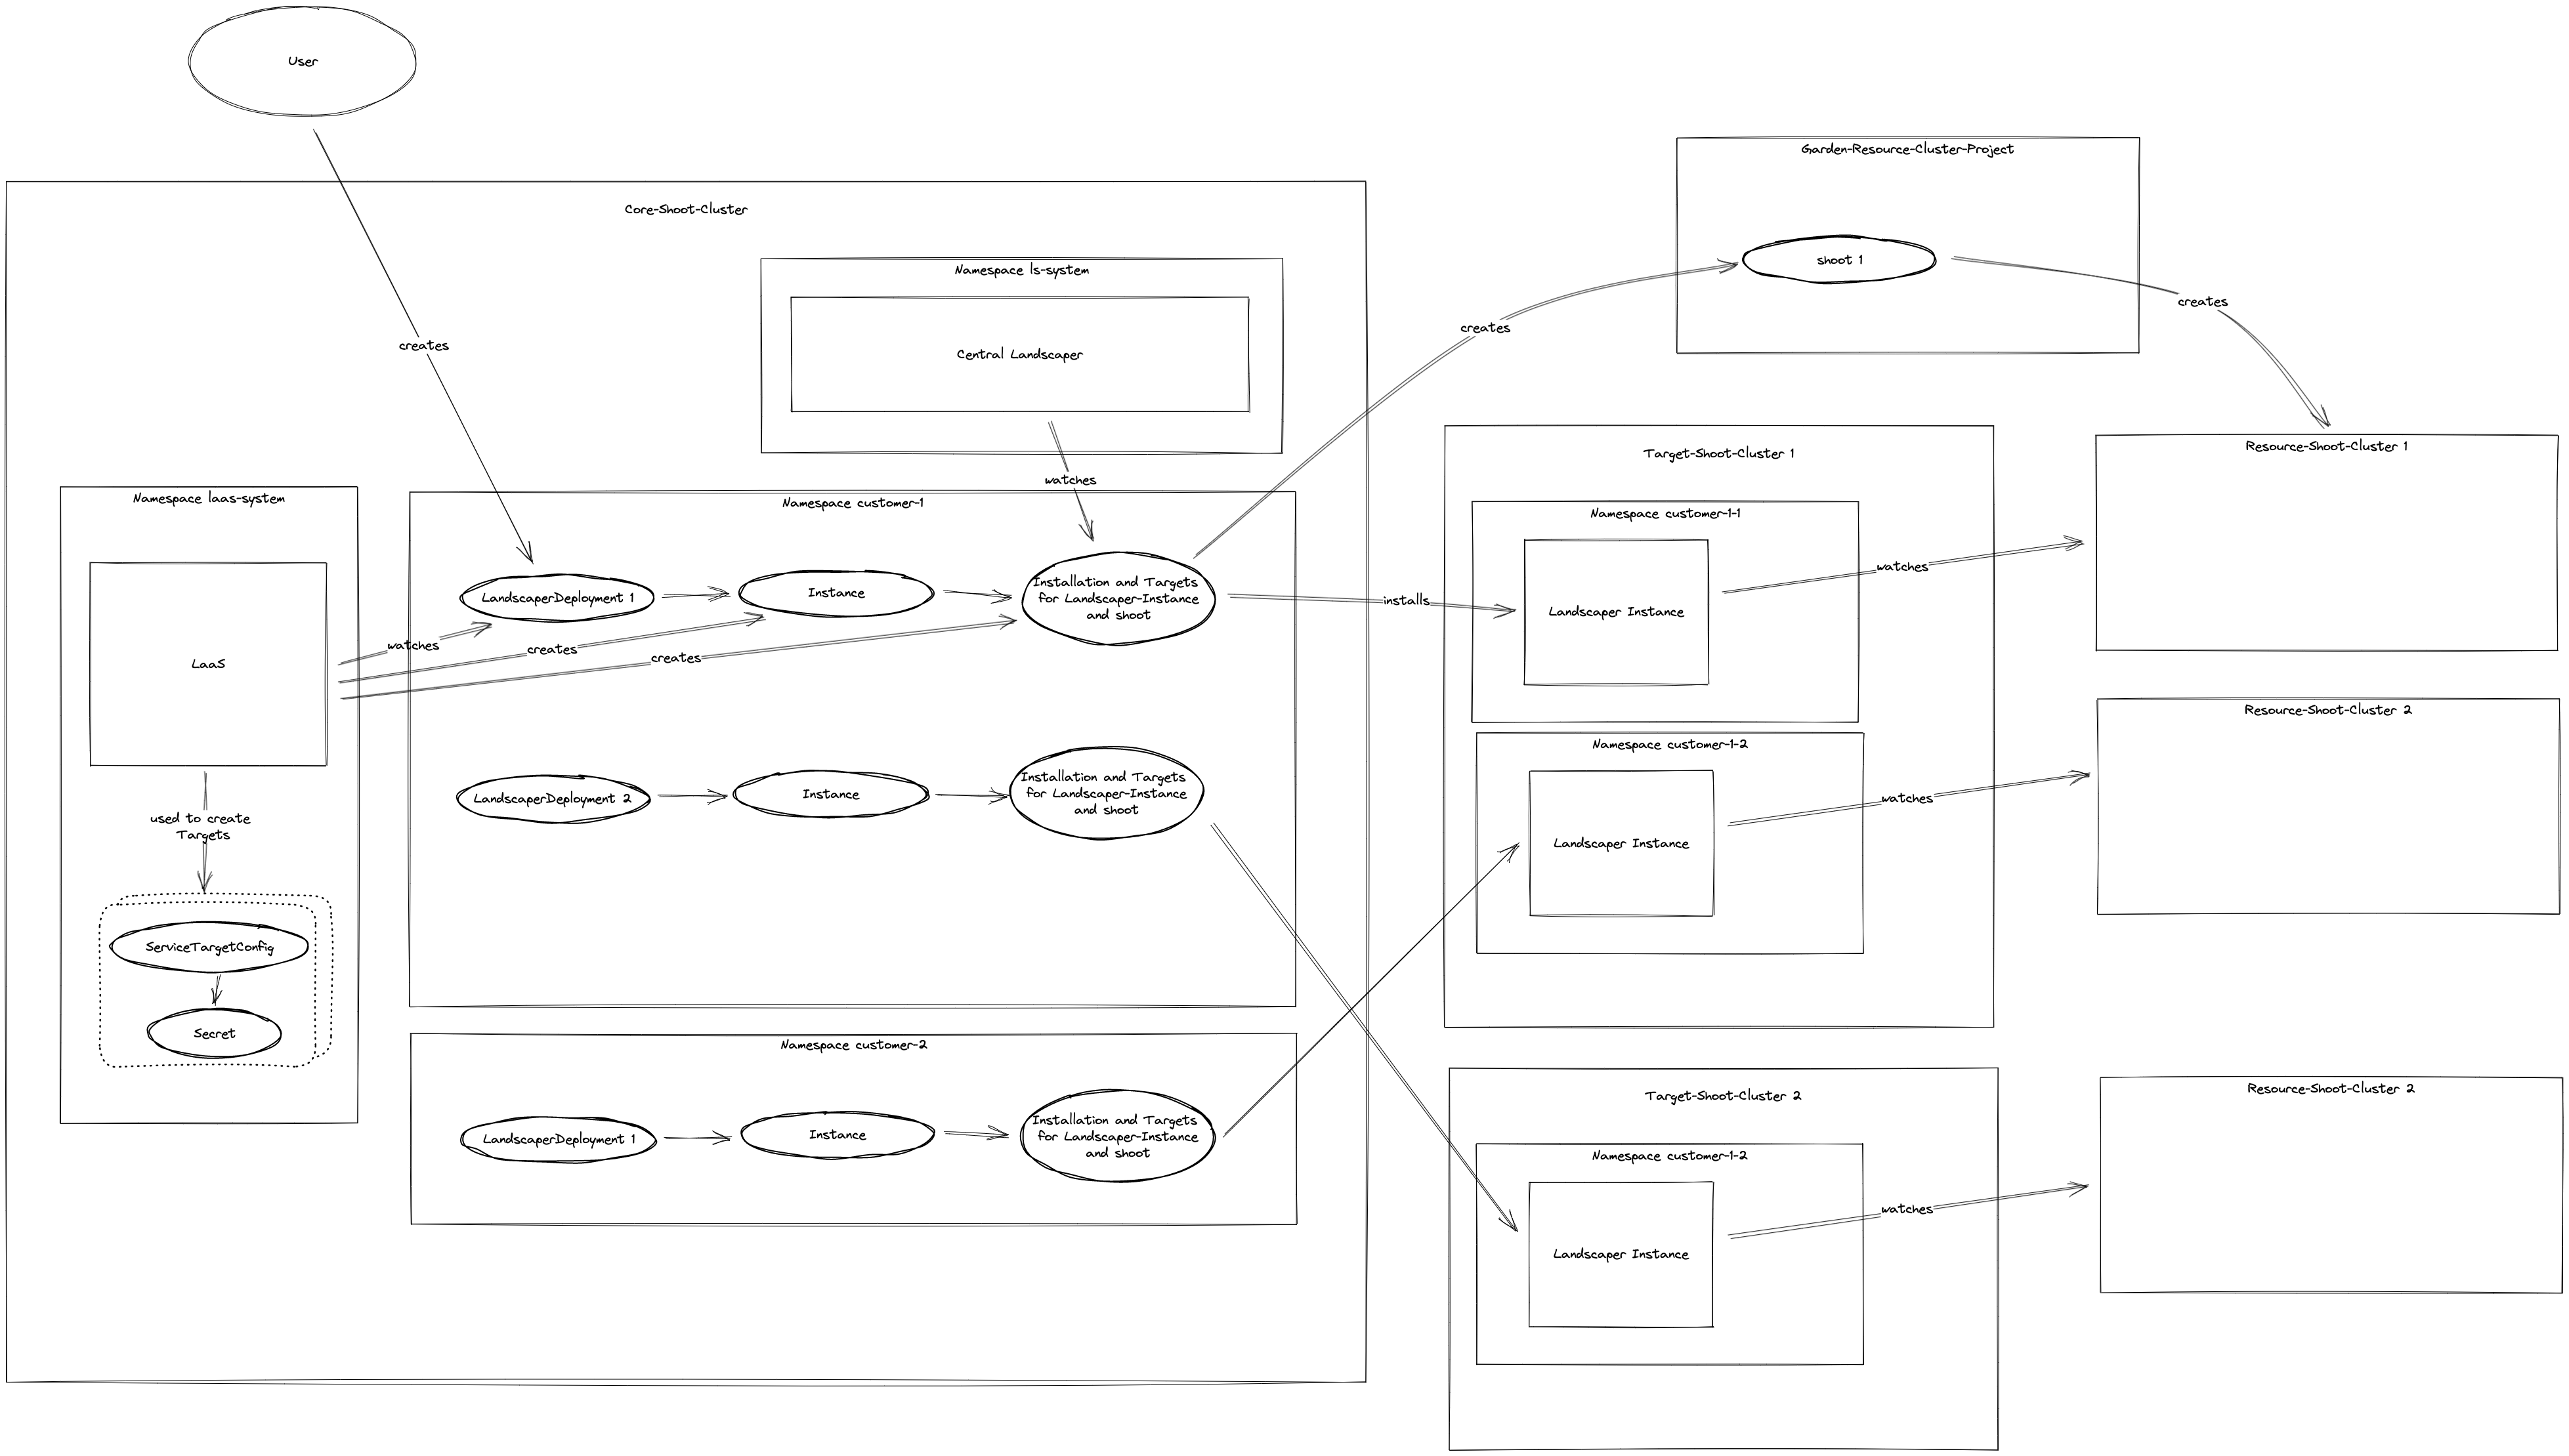 User
creates
Core-Shoot-Cluster
Namespace ls-system
Central Landscaper
watches
Namespace laas-system
LaaS
used to create
Targets
ServiceTargetConfig
Secret
Namespace customer-1
LandscaperDeployment 1
Instance
Installation and Targets
for Landscaper-Instance
and shoot
watches
creates
creates
LandscaperDeployment 2
Instance
Installation and Targets
for Landscaper-Instance
and shoot
Namespace customer-2
LandscaperDeployment 1
Instance
Installation and Targets
for Landscaper-Instance
and shoot
creates
installs
Garden-Resource-Cluster-Project
shoot 1
creates
Target-Shoot-Cluster 1
Namespace customer-1-1
Landscaper Instance
watches
Namespace customer-1-2
Landscaper Instance
watches
Resource-Shoot-Cluster 1
Resource-Shoot-Cluster 2
Target-Shoot-Cluster 2
Namespace customer-1-2
Landscaper Instance
watches
Resource-Shoot-Cluster 2